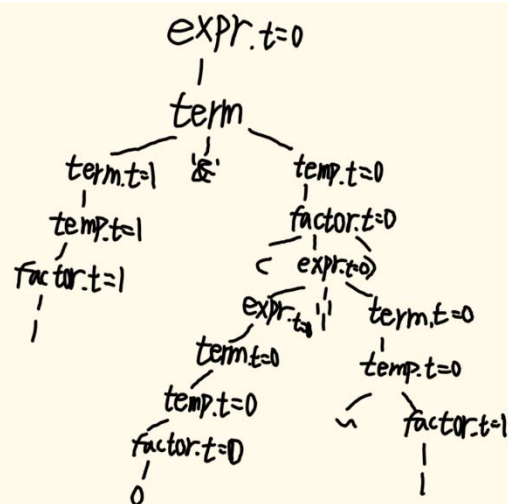 expr.t=0
term
term.t=1 '&' temp.t=0
temp.t=1 factor.t=0
factor.t=1 ( expr.t=0 )
1 expr.t=0 '|' term.t=0
term.t=0 temp.t=0
temp.t=0 ~ factor.t=1
factor.t=0 1
0